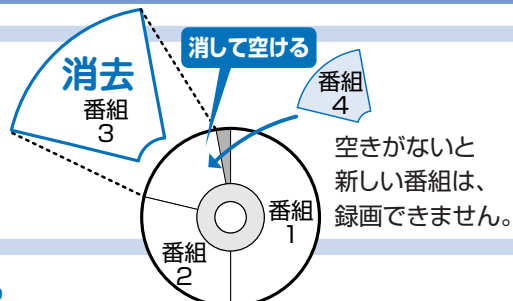 消して空ける
消去
番組
3
番組
4
空きがないと
新しい番組は、
録画できません。
番組
1
番組
2